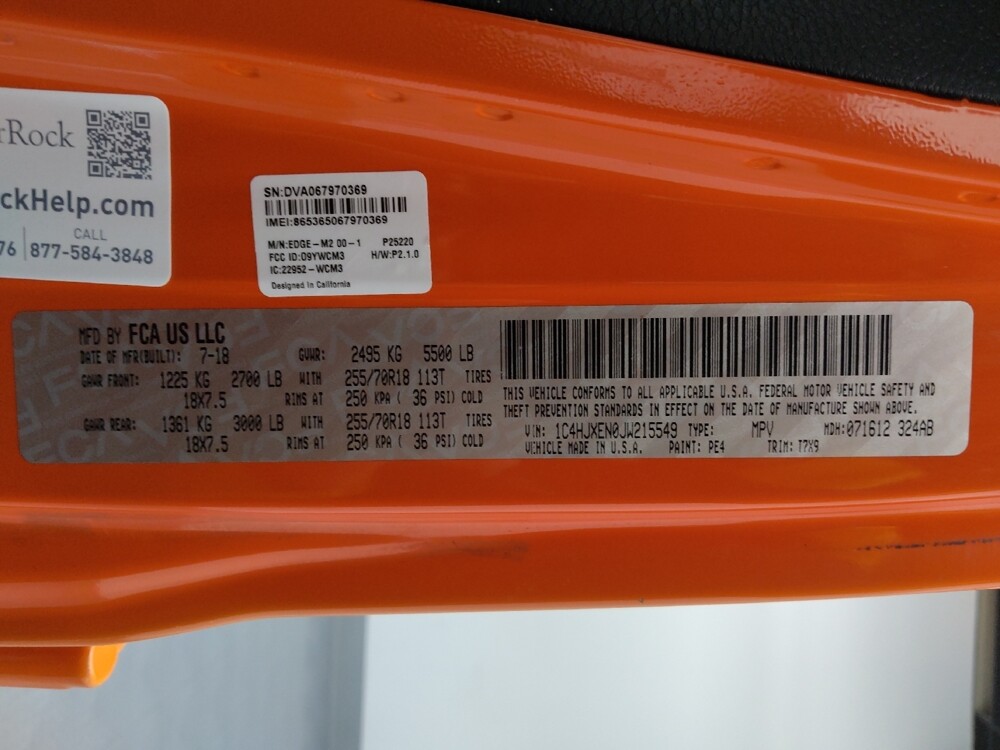 rRock
ckHelp.com
CALL
76 | 877-584-3848
SN:DVA067970369
IMEI:865365067970369
M/N:EDGE-M2 00-1 P25220
FCC ID:O9YWCM3 H/W:P2.1.0
IC:22952-WCM3
Designed in California
MFD BY FCA US LLC
DATE OF MFR(BUILT): 7-18 GVWR: 2495 KG 5500 LB
GAWR FRONT: 1225 KG 2700 LB WITH 255/70R18 113T TIRES
18X7.5 RIMS AT 250 KPA ( 36 PSI) COLD
GAWR REAR: 1361 KG 3000 LB WITH 255/70R18 113T TIRES
18X7.5 RIMS AT 250 KPA ( 36 PSI) COLD
THIS VEHICLE CONFORMS TO ALL APPLICABLE U.S.A. FEDERAL MOTOR VEHICLE SAFETY AND
THEFT PREVENTION STANDARDS IN EFFECT ON THE DATE OF MANUFACTURE SHOWN ABOVE.
VIN: 1C4HJXEN0JW215549 TYPE: MPV MDH:071612 324AB
VEHICLE MADE IN U.S.A. PAINT: PE4 TRIM: T7X9